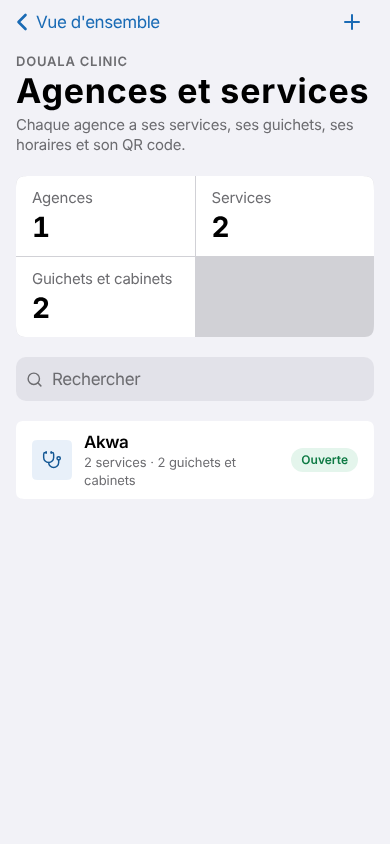 Vue d'ensemble
DOUALA CLINIC
Agences et services
Chaque agence a ses services, ses guichets, ses
horaires et son QR code.
Agences
1
Services
2
Guichets et cabinets
2
Rechercher
Akwa
2 services · 2 guichets et
cabinets
Ouverte